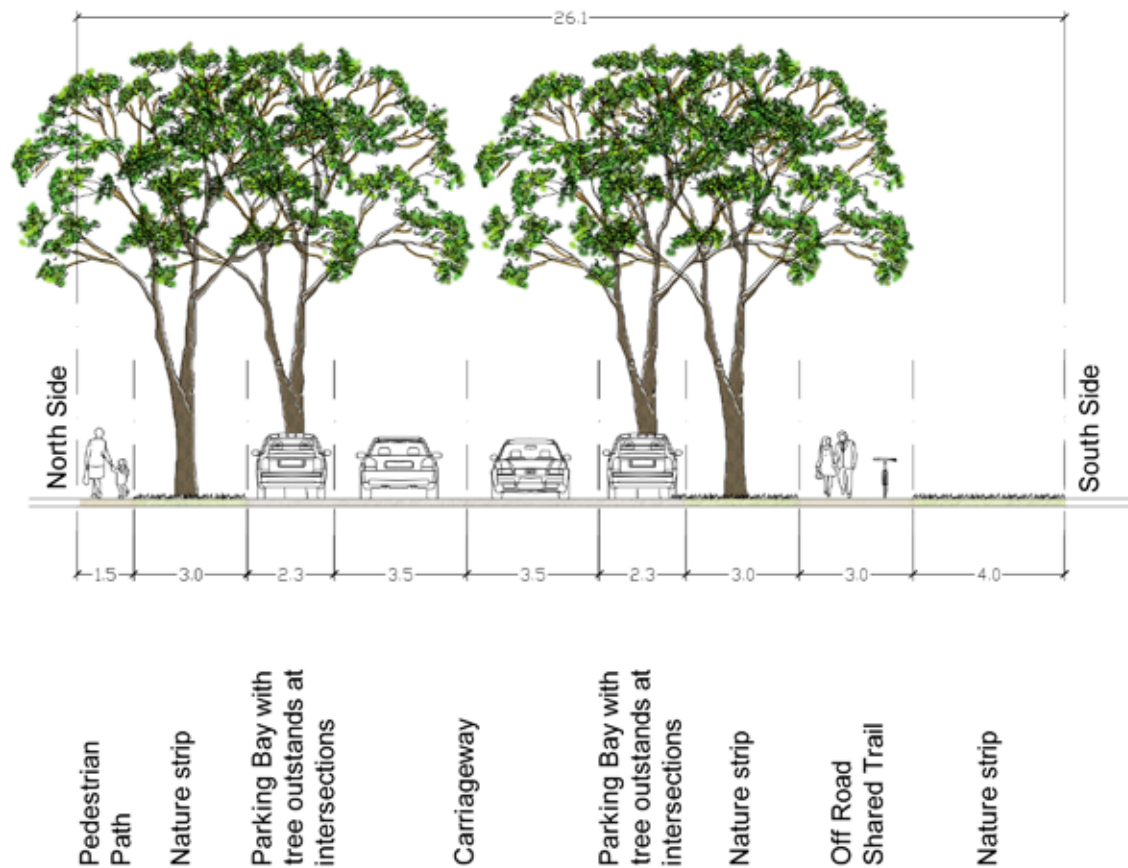 26.1
North Side
South Side
1.5
3.0
2.3
3.5
3.5
2.3
3.0
3.0
4.0
Pedestrian
Path
Nature strip
Parking Bay with
tree outstands at
intersections
Carriageway
Parking Bay with
tree outstands at
intersections
Nature strip
Off Road
Shared Trail
Nature strip